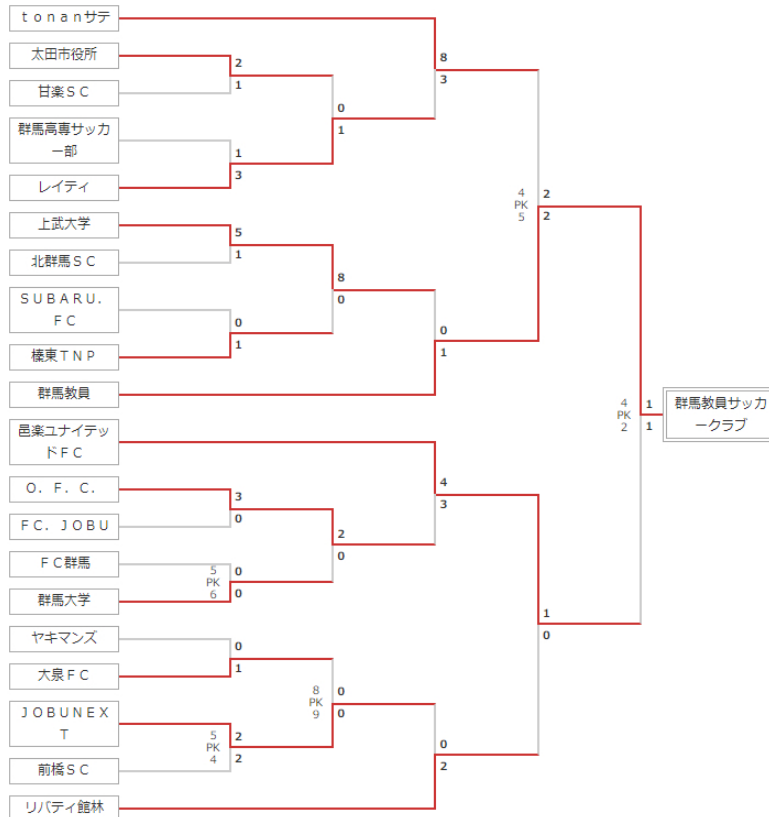 ｔｏｎａｎサテ
太田市役所
2
1
甘楽ＳＣ
群馬高専サッカ
ー部
1
3
レイティ
0
1
8
3
上武大学
5
1
北群馬ＳＣ
ＳＵＢＡＲＵ．
ＦＣ
0
1
榛東ＴＮＰ
8
0
群馬教員
0
1
4
PK
5
2
2
邑楽ユナイテッ
ドＦＣ
Ｏ．Ｆ．Ｃ．
3
0
ＦＣ．ＪＯＢＵ
ＦＣ群馬
5
PK
6
0
0
群馬大学
2
0
4
3
ヤキマンズ
0
1
大泉ＦＣ
ＪＯＢＵＮＥＸ
Ｔ
5
PK
4
2
2
前橋ＳＣ
8
PK
9
0
0
リバティ館林
0
2
1
0
4
PK
2
1
1
群馬教員サッカ
ークラブ